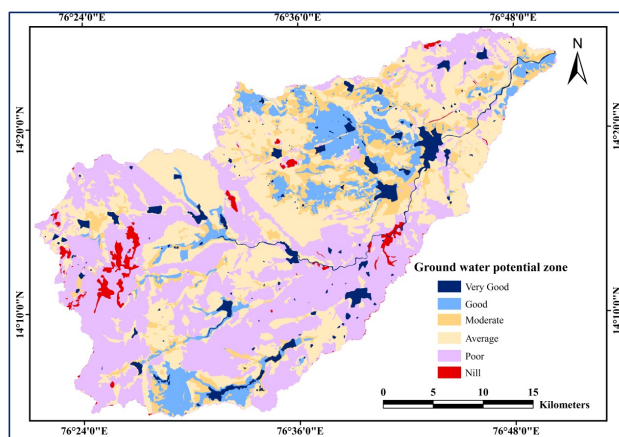 76°24'0"E 76°36'0"E 76°48'0"E
N
14°20'0"N 14°20'0"N
14°10'0"N 14°10'0"N
Ground water potential zone
Very Good
Good
Moderate
Average
Poor
Nill
0 5 10 15
Kilometers
76°24'0"E 76°36'0"E 76°48'0"E